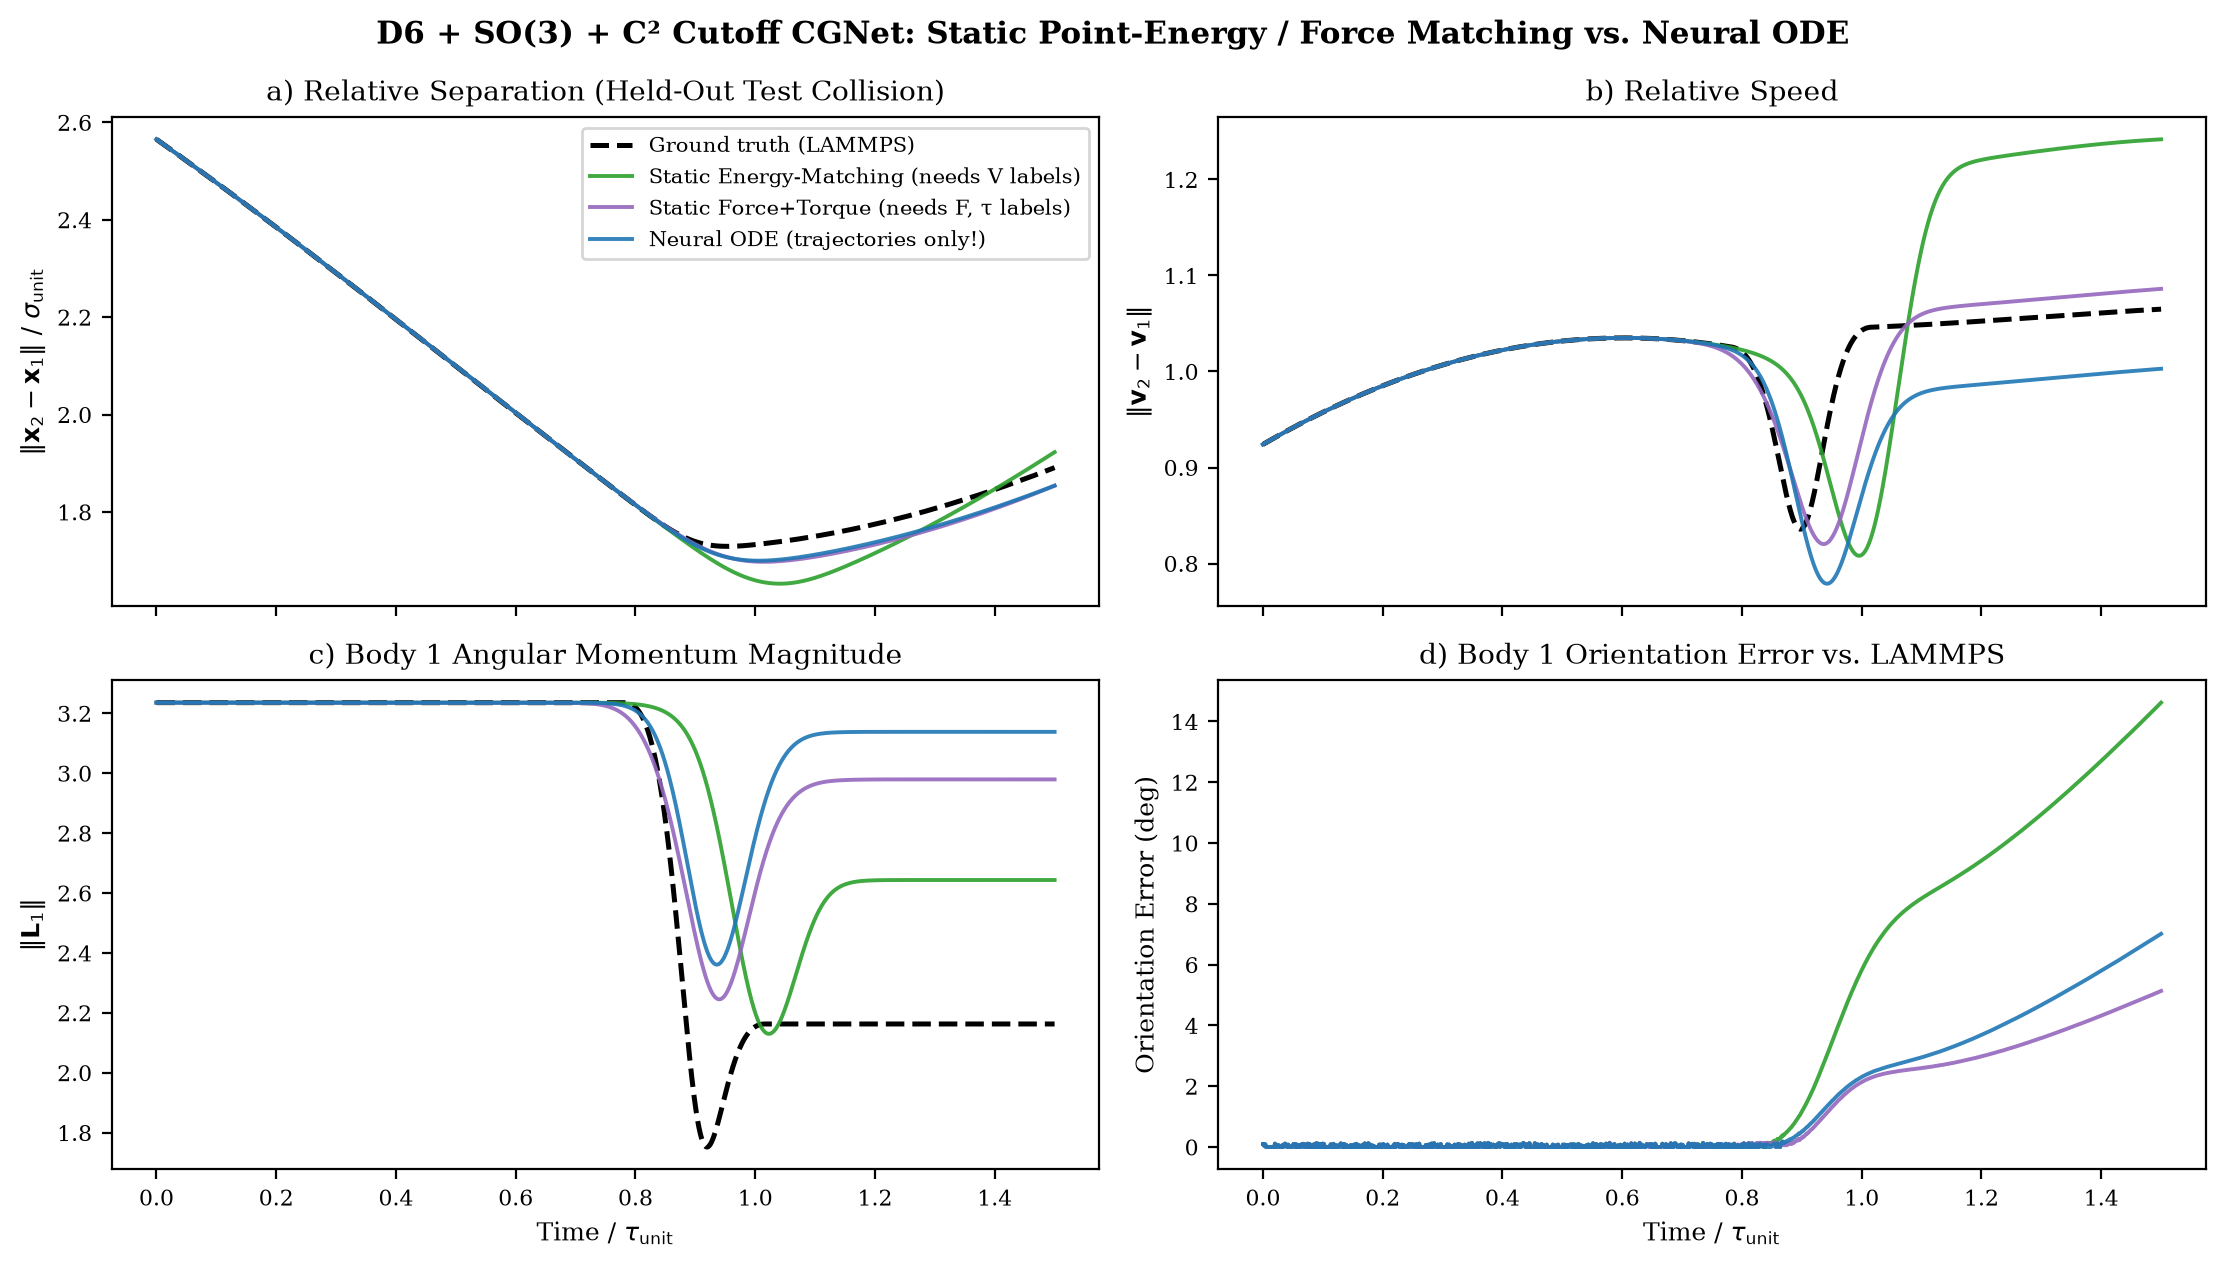 D6 + SO(3) + C² Cutoff CGNet: Static Point-Energy / Force Matching vs. Neural ODE
a) Relative Separation (Held-Out Test Collision)
‖x₂ − x₁‖ / σ_unit
2.6
2.4
2.2
2.0
1.8
Ground truth (LAMMPS)
Static Energy-Matching (needs V labels)
Static Force+Torque (needs F, τ labels)
Neural ODE (trajectories only!)
b) Relative Speed
‖v₂ − v₁‖
1.2
1.1
1.0
0.9
0.8
c) Body 1 Angular Momentum Magnitude
‖L₁‖
3.2
3.0
2.8
2.6
2.4
2.2
2.0
1.8
0.0 0.2 0.4 0.6 0.8 1.0 1.2 1.4
Time / τ_unit
d) Body 1 Orientation Error vs. LAMMPS
Orientation Error (deg)
14
12
10
8
6
4
2
0
0.0 0.2 0.4 0.6 0.8 1.0 1.2 1.4
Time / τ_unit